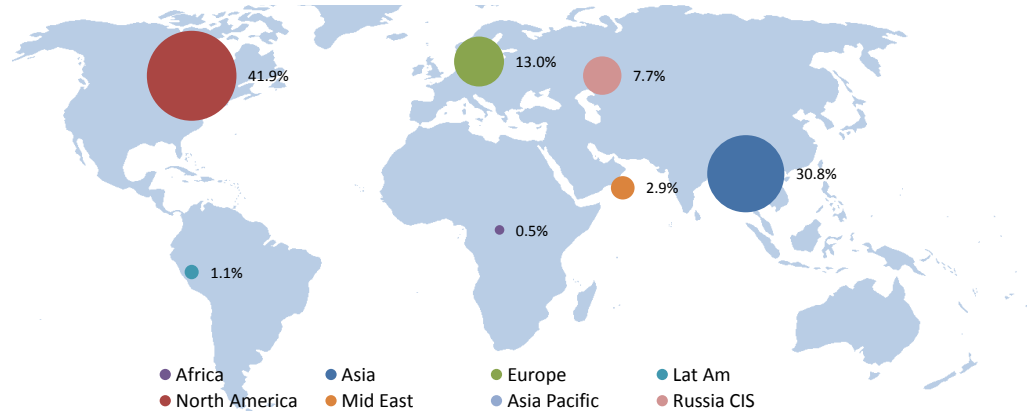 13.0%
41.9%
7.7%
30.8%
2.9%
0.5%
1.1%
Africa
Asia
Europe
Lat Am
North America
Mid East
Asia Pacific
Russia CIS